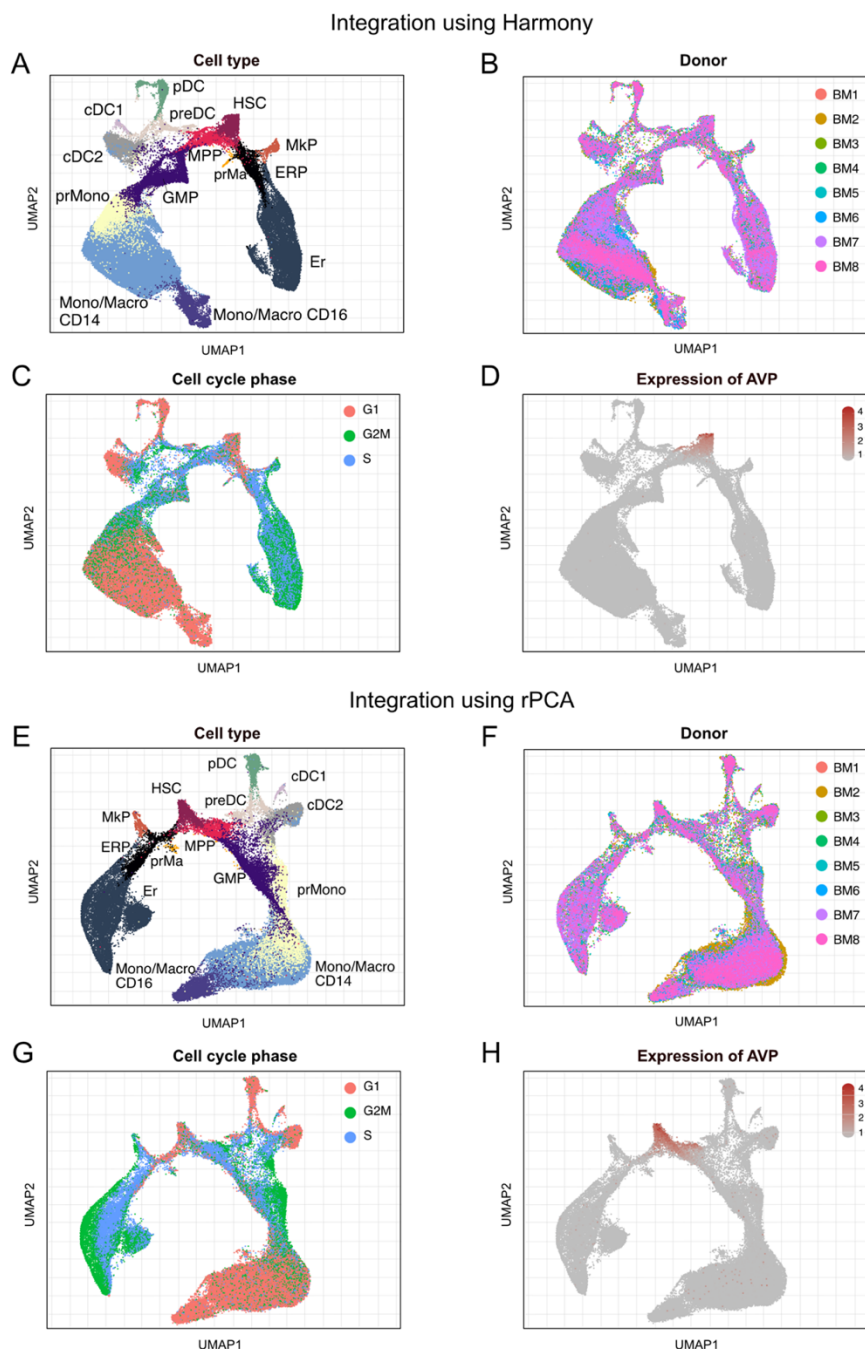 Integration using Harmony
A
Cell type
pDC
cDC1
preDC
HSC
cDC2
MPP
MkP
prMa
ERP
prMono
GMP
Er
Mono/Macro
CD14
Mono/Macro CD16
UMAP2
UMAP1
B
Donor
BM1
BM2
BM3
BM4
BM5
BM6
BM7
BM8
UMAP2
UMAP1
C
Cell cycle phase
G1
G2M
S
UMAP2
UMAP1
D
Expression of AVP
4
3
2
1
UMAP2
UMAP1
Integration using rPCA
E
Cell type
pDC
cDC1
HSC
preDC
cDC2
MkP
ERP
MPP
prMa
GMP
Er
prMono
Mono/Macro
CD16
Mono/Macro
CD14
UMAP2
UMAP1
F
Donor
BM1
BM2
BM3
BM4
BM5
BM6
BM7
BM8
UMAP2
UMAP1
G
Cell cycle phase
G1
G2M
S
UMAP2
UMAP1
H
Expression of AVP
4
3
2
1
UMAP2
UMAP1